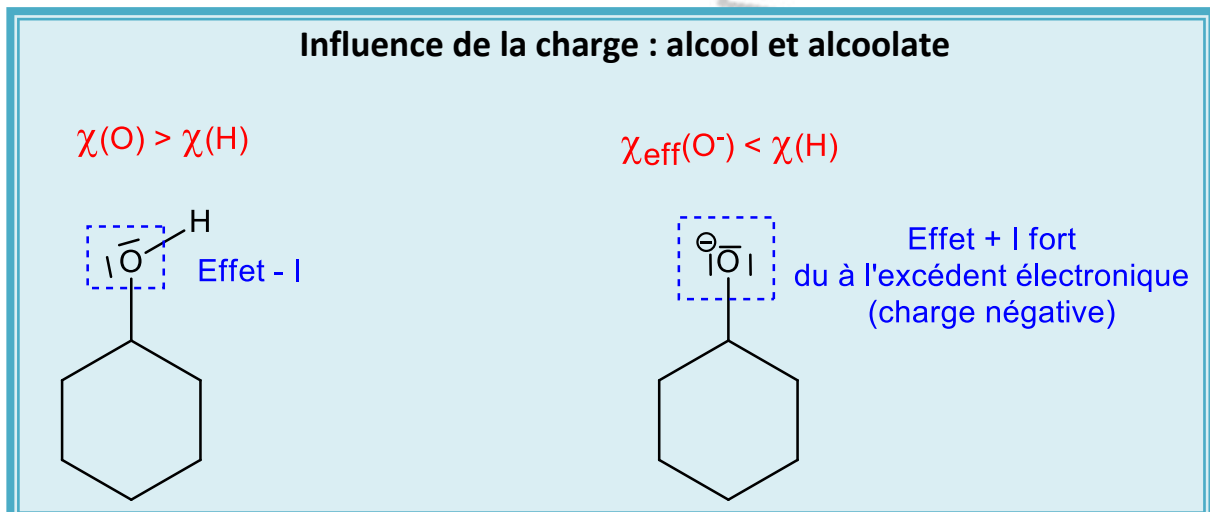 Influence de la charge : alcool et alcoolate
χ(O) > χ(H)
χeff(O-) < χ(H)
H
O
Effet - I
⊖
O
Effet + I fort
du à l'excédent électronique
(charge négative)